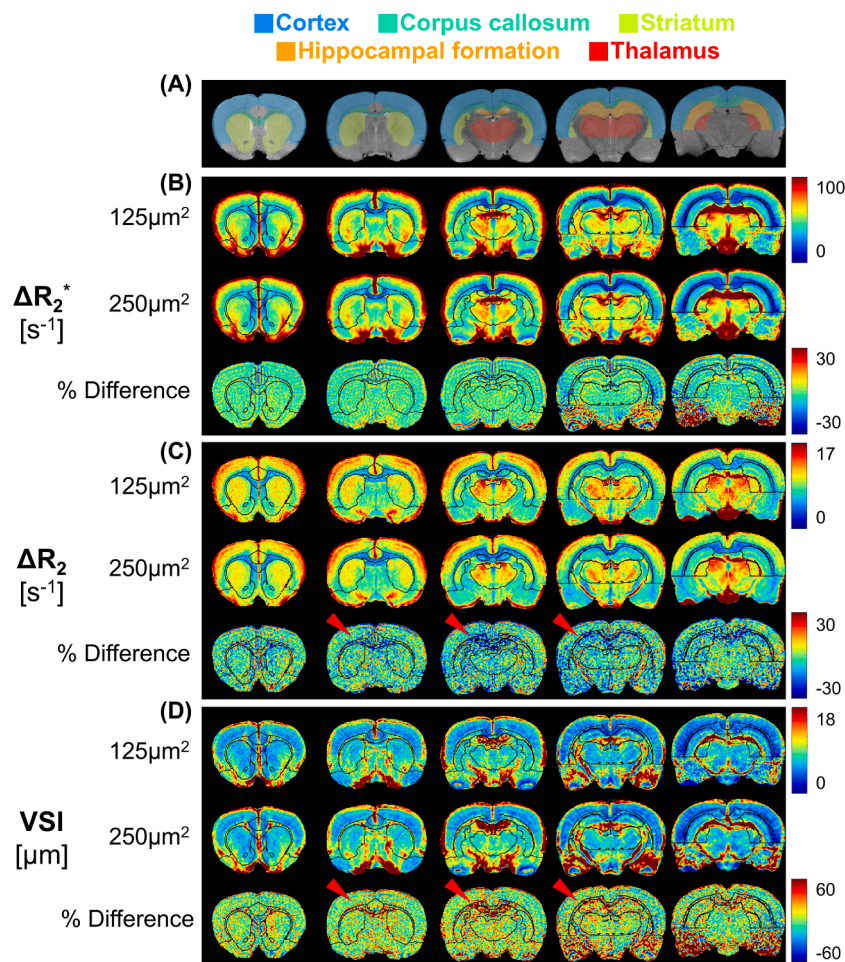 Cortex Corpus callosum Striatum
Hippocampal formation Thalamus
(A)
(B)
125µm²
100
0
ΔR₂*
[s⁻¹]
250µm²
% Difference
30
-30
(C)
125µm²
17
0
ΔR₂
[s⁻¹]
250µm²
% Difference
30
-30
(D)
125µm²
18
0
VSI
[µm]
250µm²
% Difference
60
-60